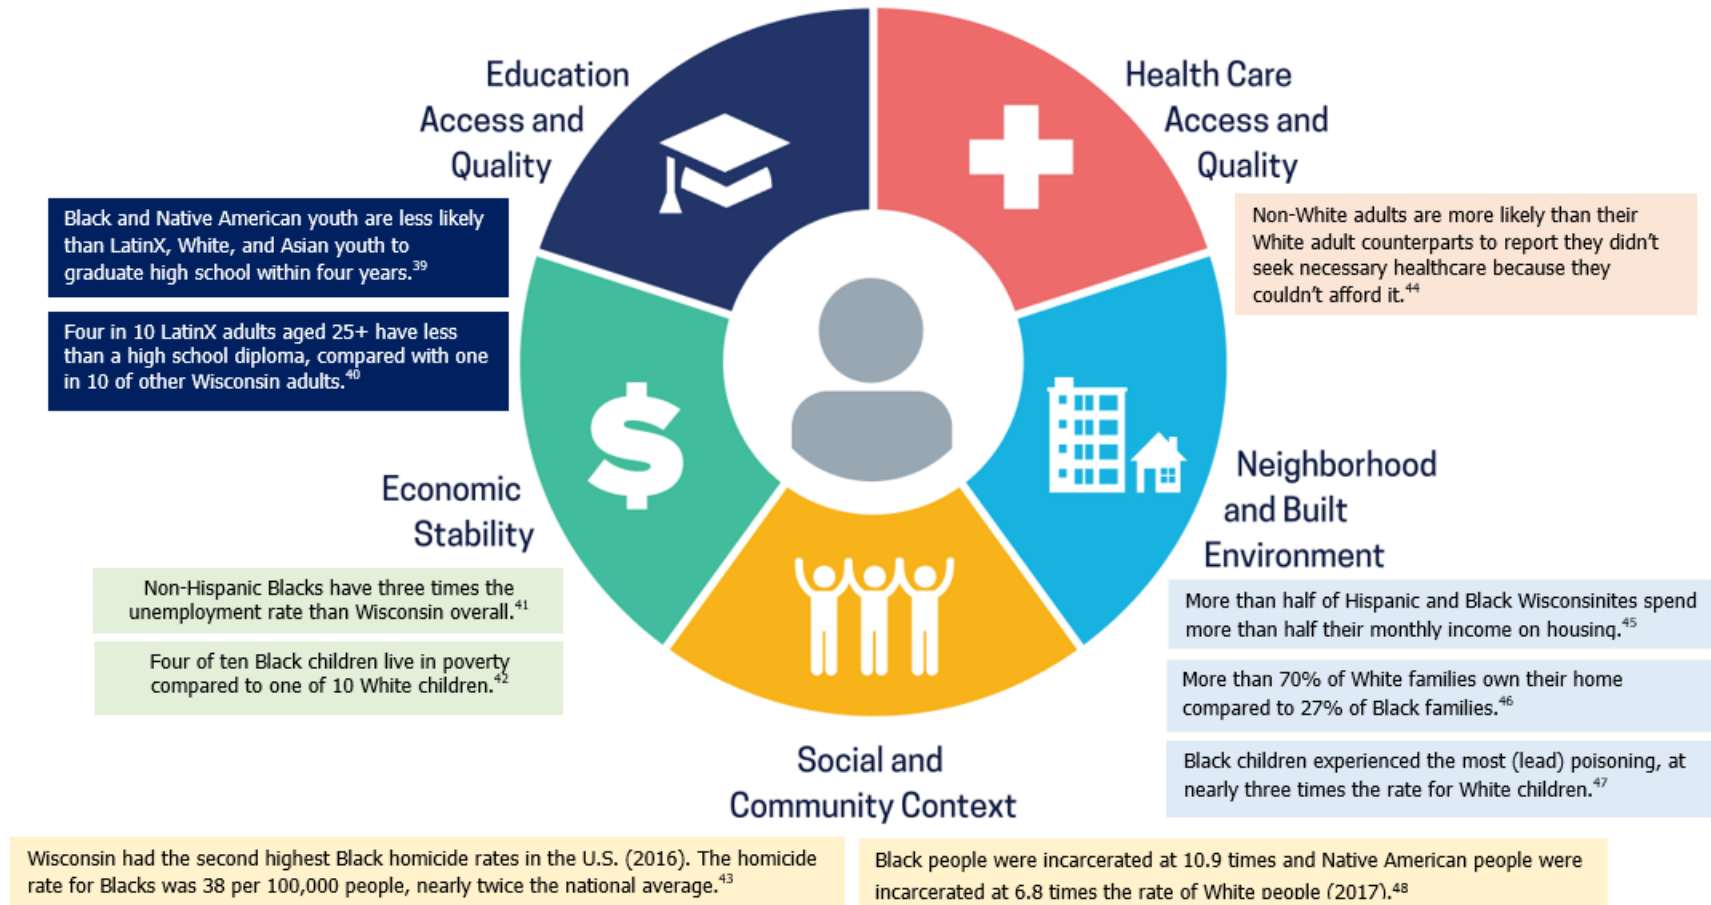 Education
Access and
Quality
Black and Native American youth are less likely
than LatinX, White, and Asian youth to
graduate high school within four years.39
Four in 10 LatinX adults aged 25+ have less
than a high school diploma, compared with one
in 10 of other Wisconsin adults.40
Health Care
Access and
Quality
Non-White adults are more likely than their
White adult counterparts to report they didn't
seek necessary healthcare because they
couldn't afford it.44
$
Economic
Stability
Non-Hispanic Blacks have three times the
unemployment rate than Wisconsin overall.41
Four of ten Black children live in poverty
compared to one of 10 White children.42
Neighborhood
and Built
Environment
More than half of Hispanic and Black Wisconsinites spend
more than half their monthly income on housing.45
More than 70% of White families own their home
compared to 27% of Black families.46
Black children experienced the most (lead) poisoning, at
nearly three times the rate for White children.47
Social and
Community Context
Wisconsin had the second highest Black homicide rates in the U.S. (2016). The homicide
rate for Blacks was 38 per 100,000 people, nearly twice the national average.43
Black people were incarcerated at 10.9 times and Native American people were
incarcerated at 6.8 times the rate of White people (2017).48